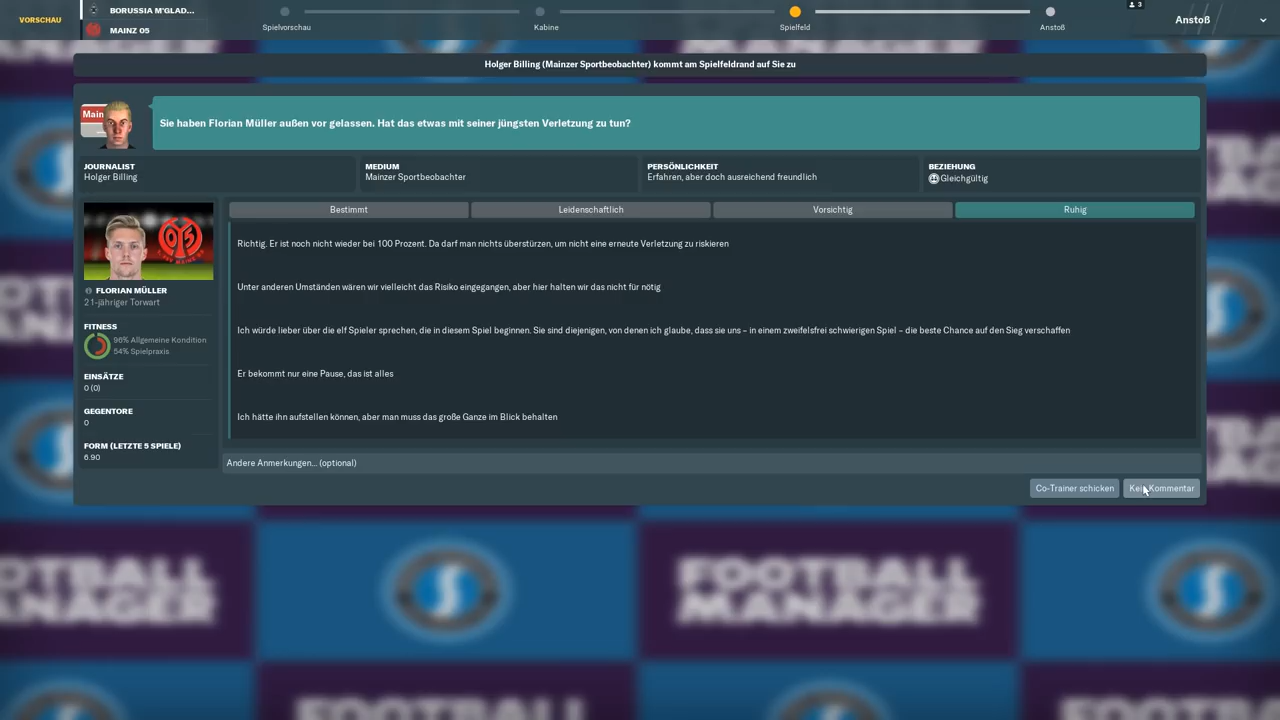 VORSCHAU
BORUSSIA M'GLAD...
MAINZ 05
Spielvorschau
Kabine
Spielfeld
Anstoß
3
Anstoß
Holger Billing (Mainzer Sportbeobachter) kommt am Spielfeldrand auf Sie zu
Main
Sie haben Florian Müller außen vor gelassen. Hat das etwas mit seiner jüngsten Verletzung zu tun?
JOURNALIST
Holger Billing
MEDIUM
Mainzer Sportbeobachter
PERSÖNLICHKEIT
Erfahren, aber doch ausreichend freundlich
BEZIEHUNG
Gleichgültig
Bestimmt
Leidenschaftlich
Vorsichtig
Ruhig
Richtig. Er ist noch nicht wieder bei 100 Prozent. Da darf man nichts überstürzen, um nicht eine erneute Verletzung zu riskieren
Unter anderen Umständen wären wir vielleicht das Risiko eingegangen, aber hier halten wir das nicht für nötig
Ich würde lieber über die elf Spieler sprechen, die in diesem Spiel beginnen. Sie sind diejenigen, von denen ich glaube, dass sie uns – in einem zweifelsfrei schwierigen Spiel – die beste Chance auf den Sieg verschaffen
Er bekommt nur eine Pause, das ist alles
Ich hätte ihn aufstellen können, aber man muss das große Ganze im Blick behalten
FLORIAN MÜLLER
21-jähriger Torwart
FITNESS
96% Allgemeine Kondition
54% Spielpraxis
EINSÄTZE
0 (0)
GEGENTORE
0
FORM (LETZTE 5 SPIELE)
6.90
Andere Anmerkungen... (optional)
Co-Trainer schicken
Kein Kommentar
FOOTBALL
MANAGER